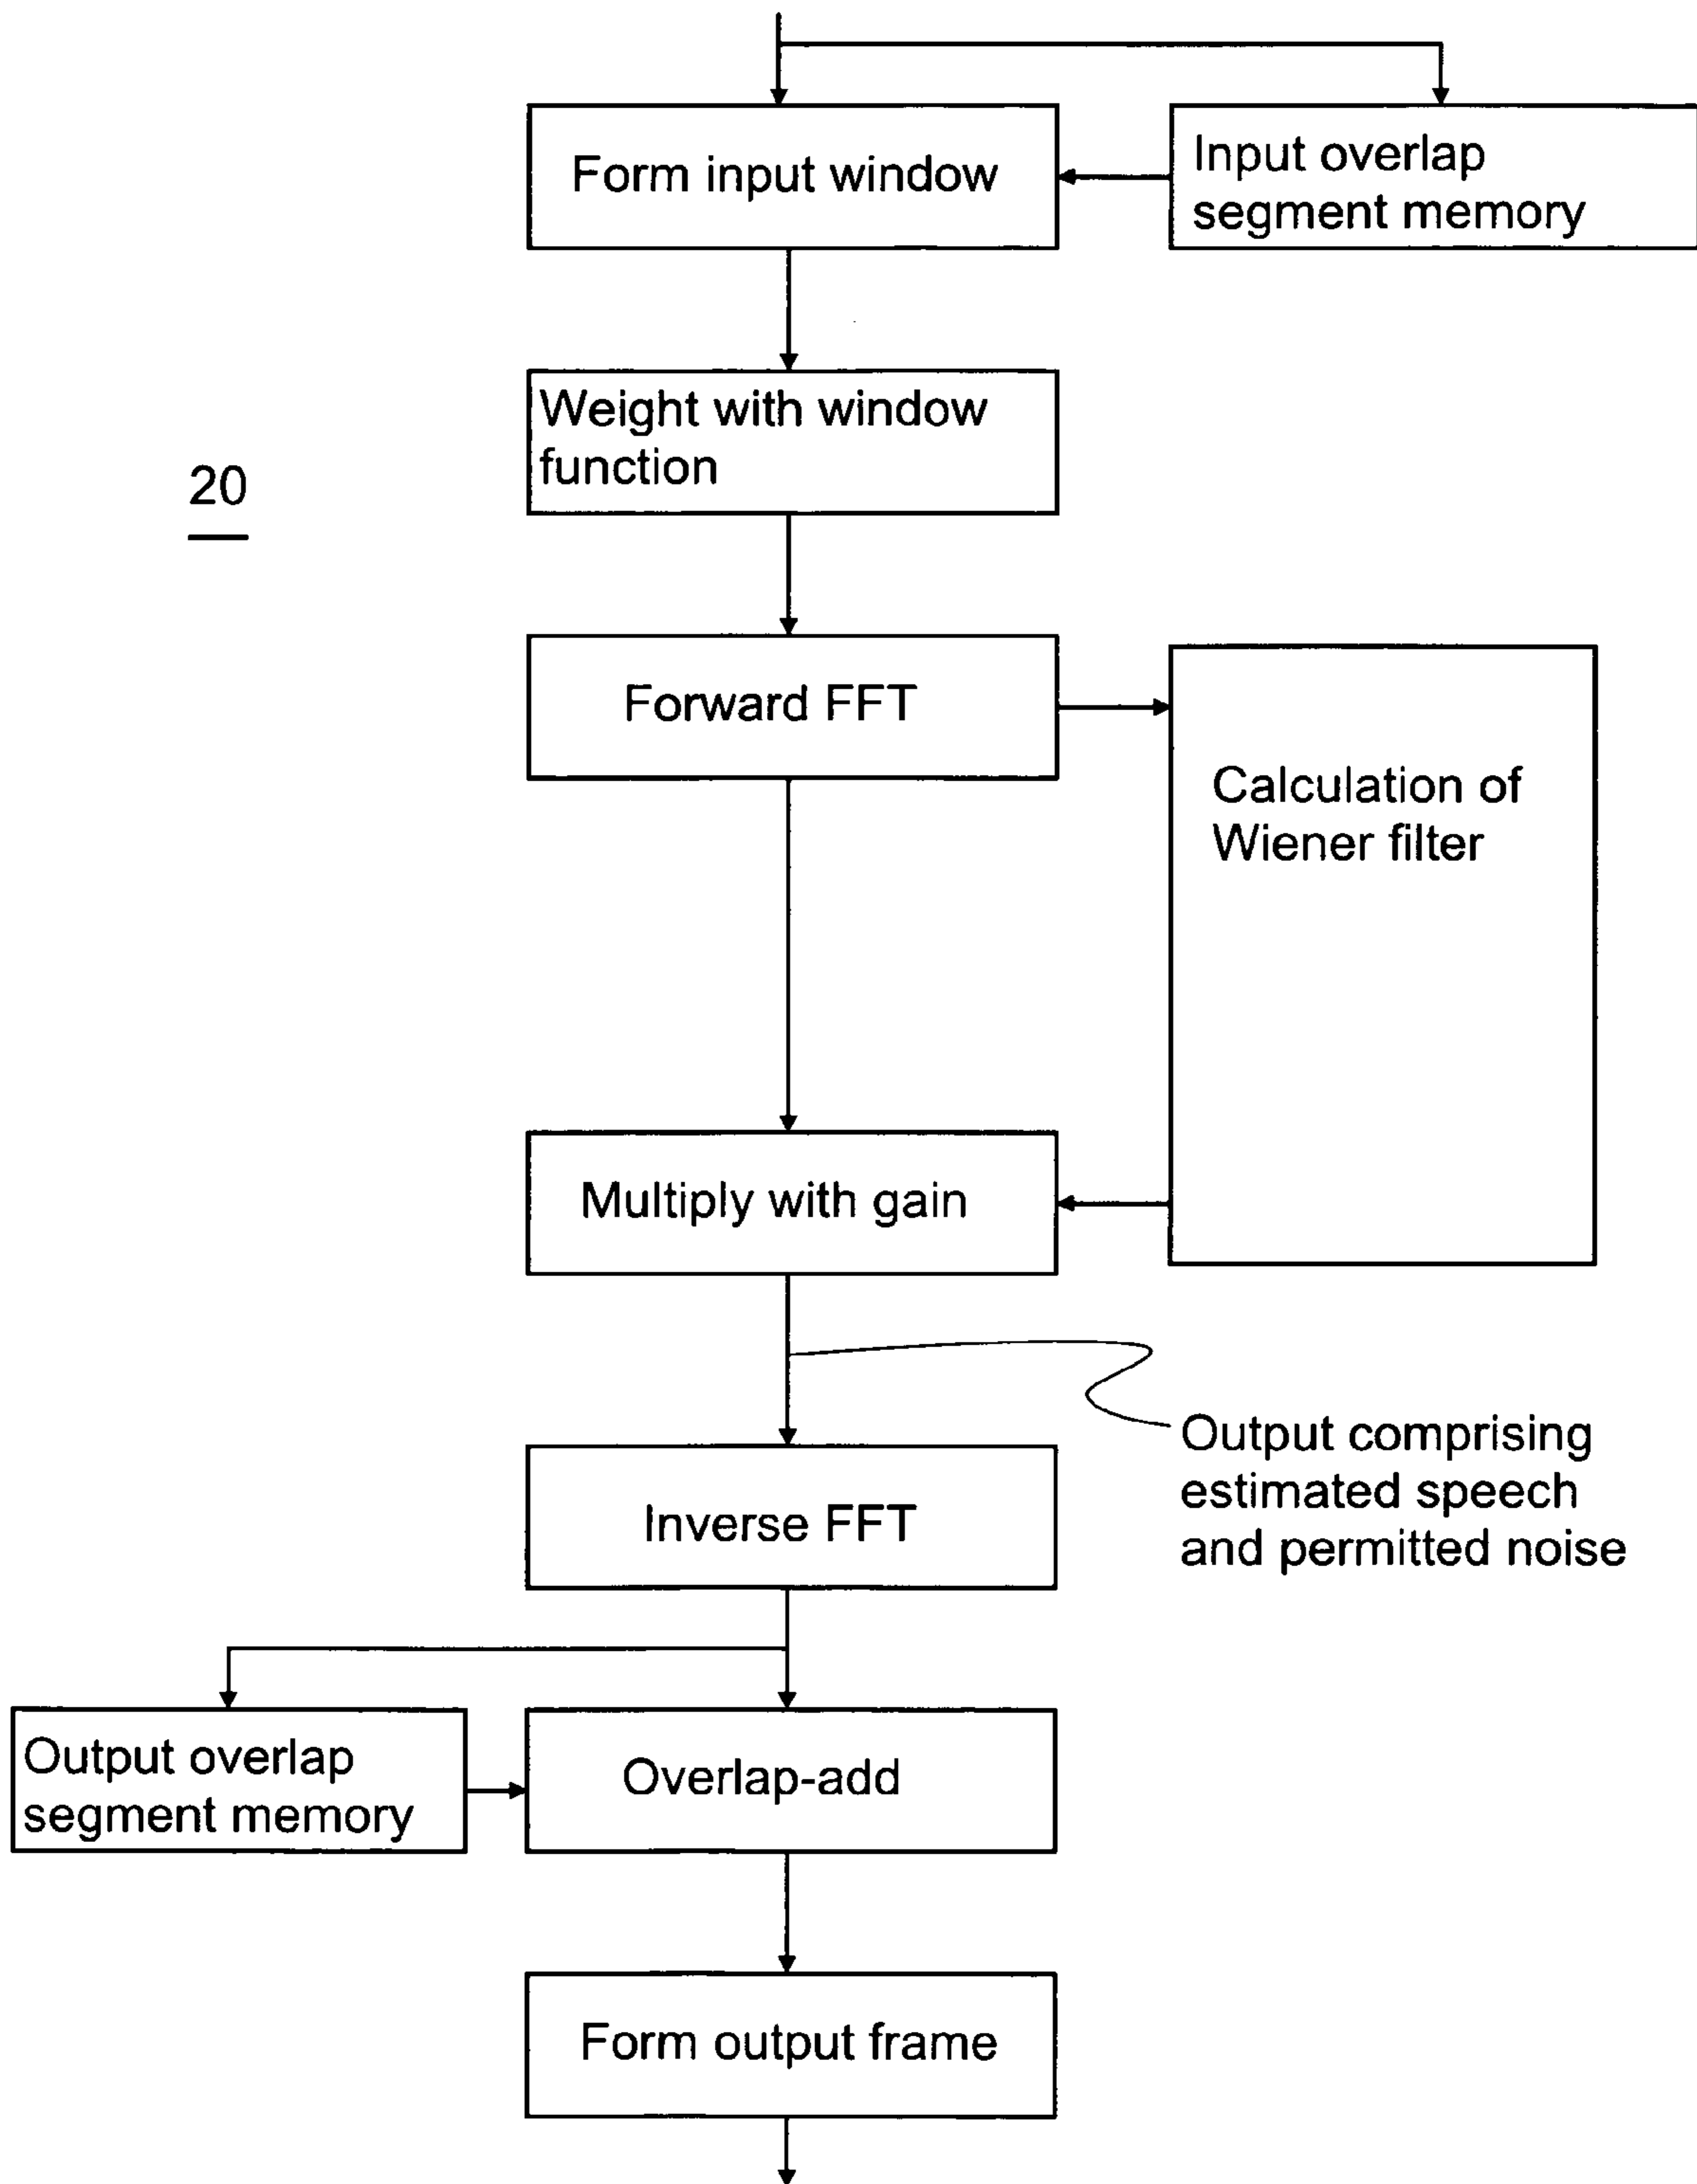 Form input window
Input overlap
segment memory
Weight with window
function
20
Forward FFT
Calculation of
Wiener filter
Multiply with gain
Output comprising
estimated speech
and permitted noise
Inverse FFT
Output overlap
segment memory
Overlap-add
Form output frame